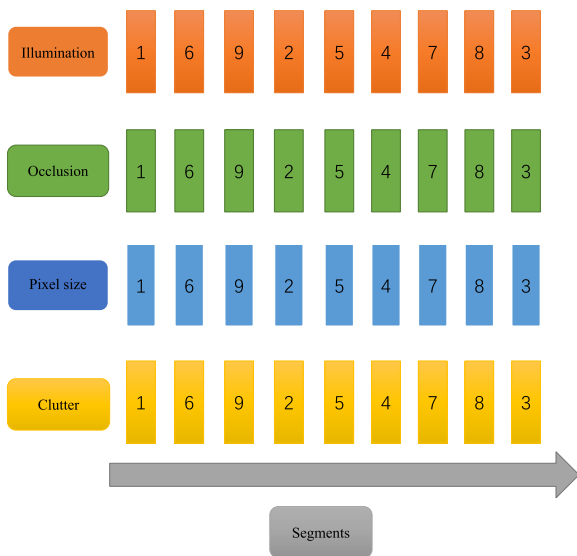 Illumination 1 6 9 2 5 4 7 8 3
Occlusion 1 6 9 2 5 4 7 8 3
Pixel size 1 6 9 2 5 4 7 8 3
Clutter 1 6 9 2 5 4 7 8 3
Segments